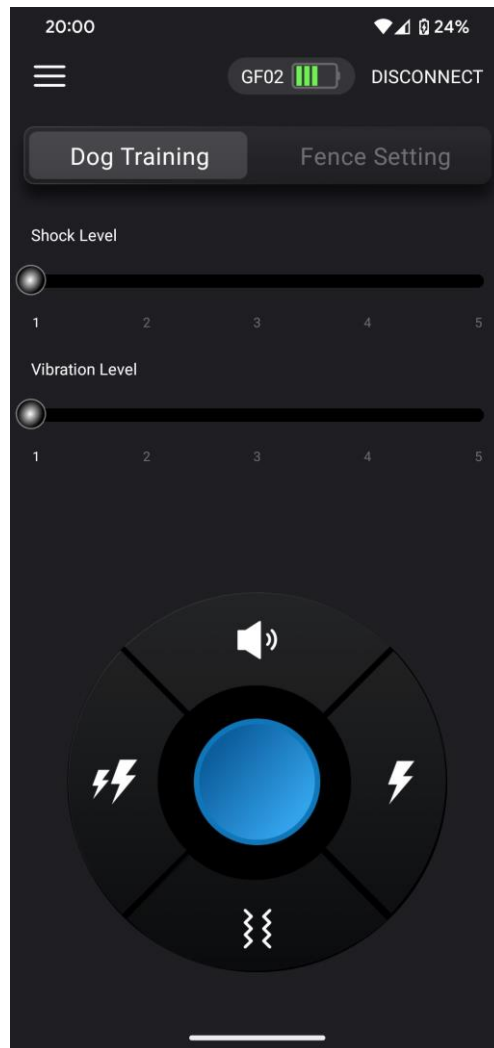 20:00 24%
GF02 DISCONNECT
Dog Training Fence Setting
Shock Level
1 2 3 4 5
Vibration Level
1 2 3 4 5